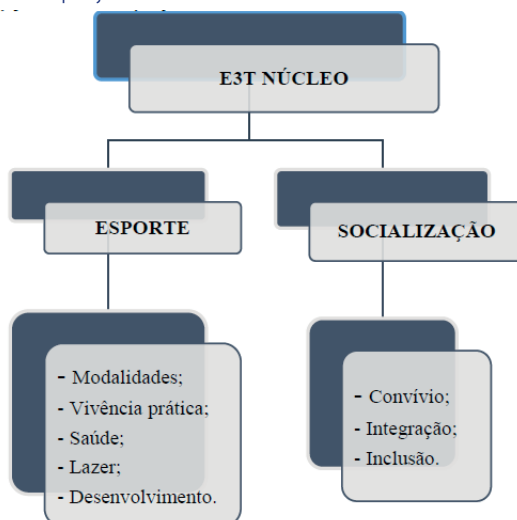 E3T NÚCLEO
ESPORTE
SOCIALIZAÇÃO
- Modalidades;
- Vivência prática;
- Saúde;
- Lazer;
- Desenvolvimento.
- Convívio;
- Integração;
- Inclusão.